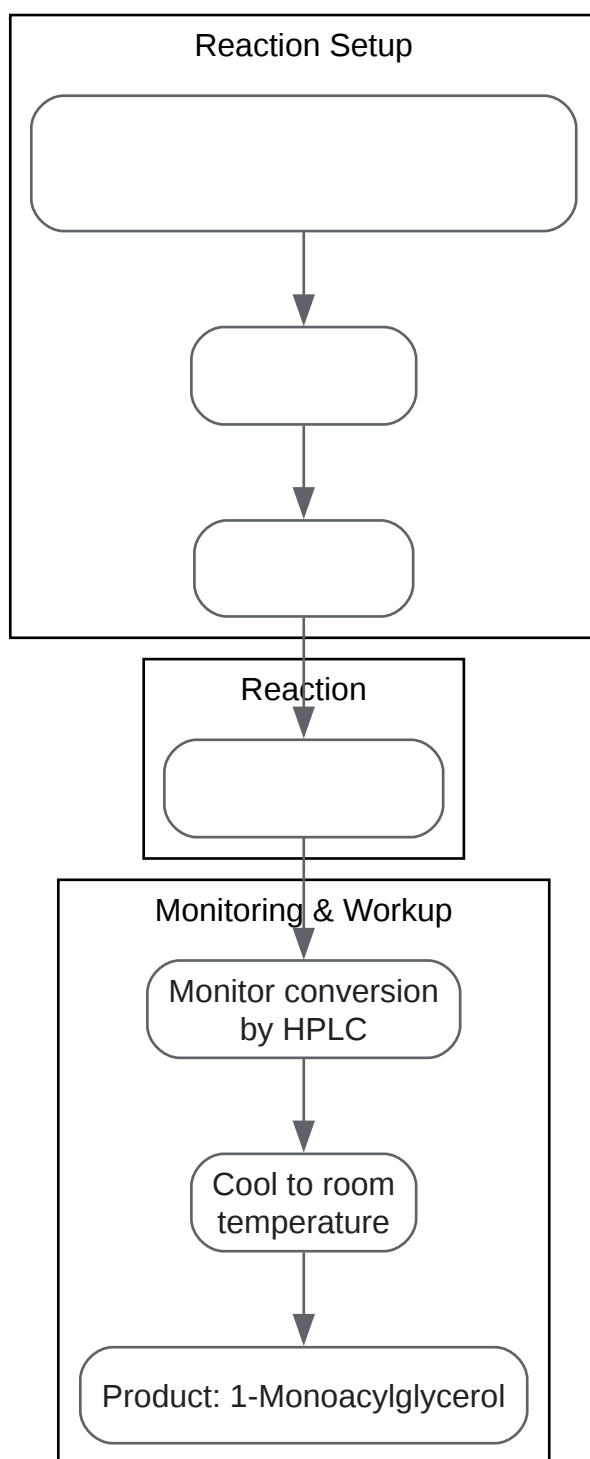 Reaction Setup
Reaction
Monitoring & Workup
Monitor conversion
by HPLC
Cool to room
temperature
Product: 1-Monoacylglycerol